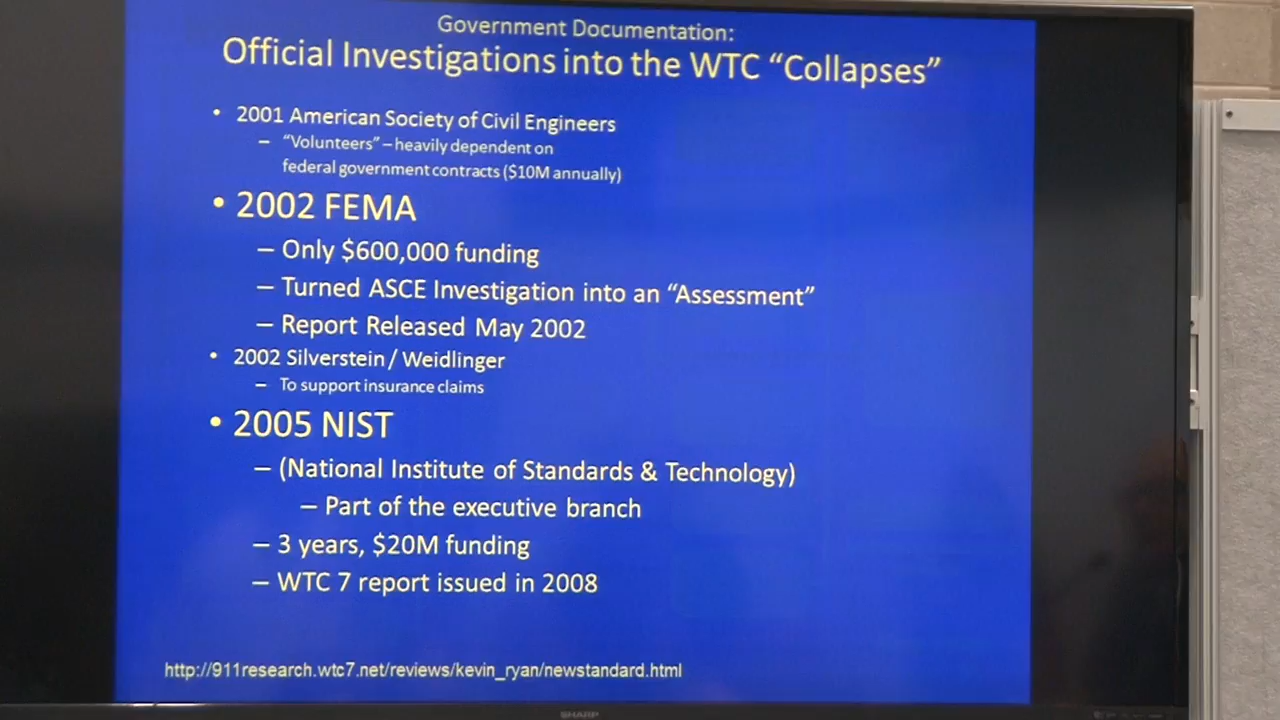 Government Documentation:
Official Investigations into the WTC “Collapses”
• 2001 American Society of Civil Engineers
– “Volunteers” – heavily dependent on
federal government contracts ($10M annually)
• 2002 FEMA
– Only $600,000 funding
– Turned ASCE Investigation into an “Assessment”
– Report Released May 2002
• 2002 Silverstein / Weidlinger
– To support insurance claims
• 2005 NIST
– (National Institute of Standards & Technology)
– Part of the executive branch
– 3 years, $20M funding
– WTC 7 report issued in 2008
http://911research.wtc7.net/reviews/kevin_ryan/newstandard.html
SHARP